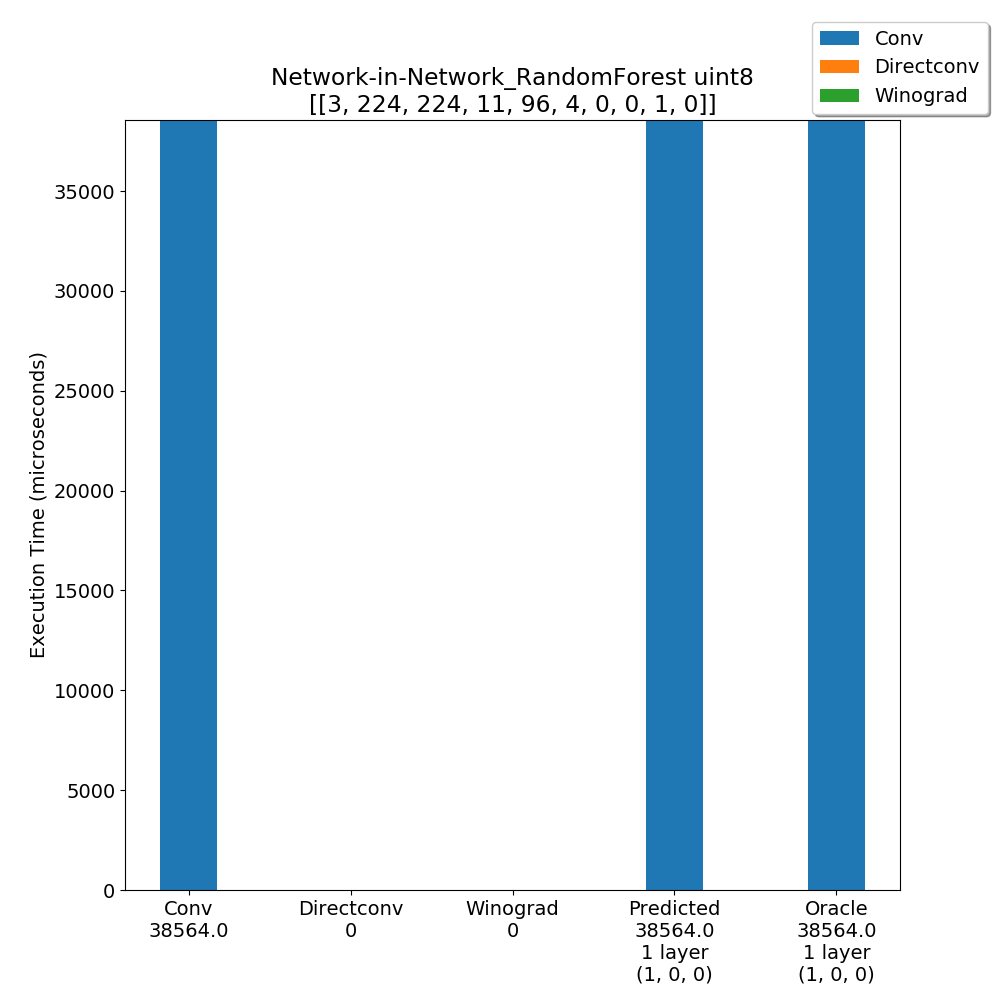 Conv
Directconv
Winograd
Network-in-Network_RandomForest uint8
[[3, 224, 224, 11, 96, 4, 0, 0, 1, 0]]
Execution Time (microseconds)
35000
30000
25000
20000
15000
10000
5000
0
Conv
38564.0
Directconv
0
Winograd
0
Predicted
38564.0
1 layer
(1, 0, 0)
Oracle
38564.0
1 layer
(1, 0, 0)